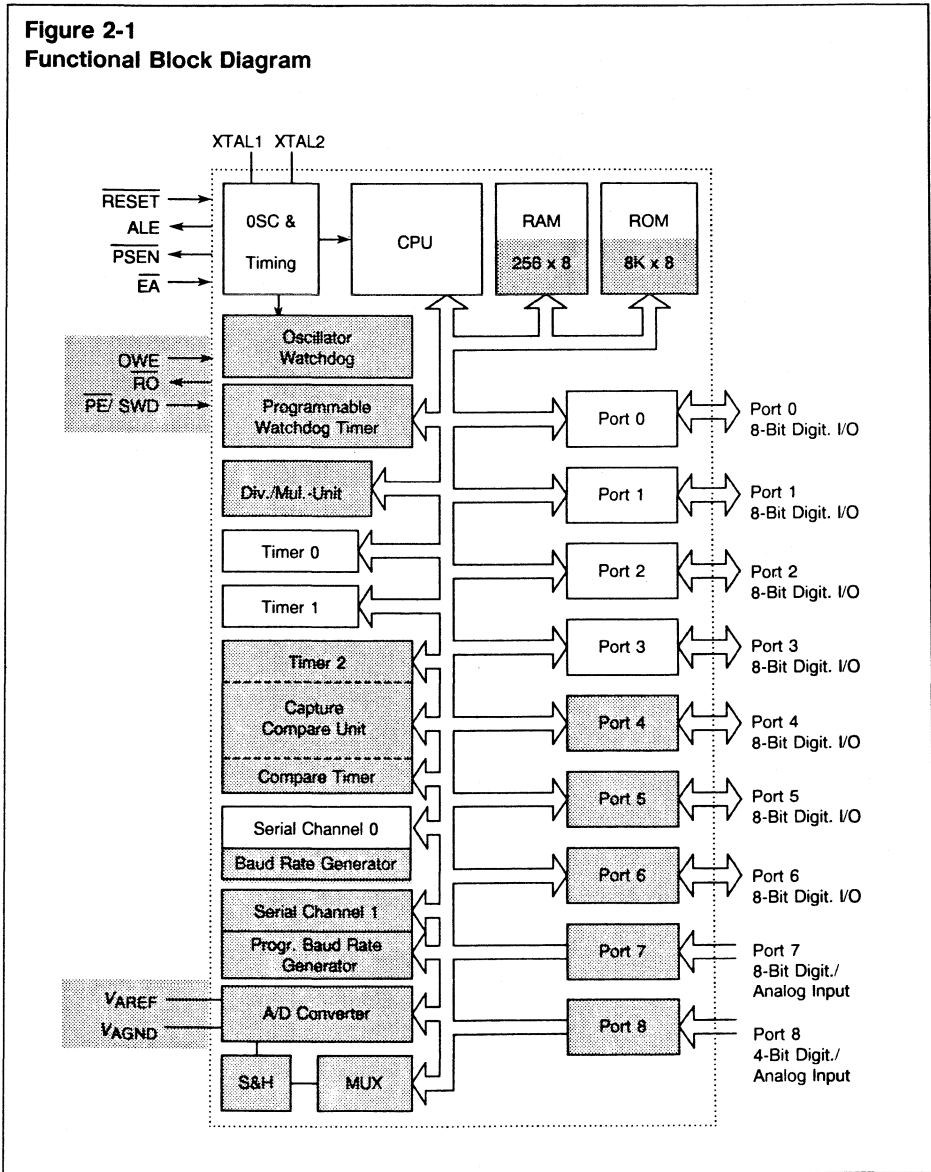 Figure 2-1
Functional Block Diagram
XTAL1 XTAL2
RESET
ALE
PSEN
EA
OSC &
Timing
CPU
RAM
256 x 8
ROM
8K x 8
OWE
RO
PE/ SWD
Oscillator
Watchdog
Programmable
Watchdog Timer
Div./Mul.-Unit
Timer 0
Timer 1
Timer 2
Capture
Compare Unit
Compare Timer
Serial Channel 0
Baud Rate Generator
Serial Channel 1
Progr. Baud Rate
Generator
VAREF
VAGND
A/D Converter
S&H
MUX
Port 0
Port 0
8-Bit Digit. I/O
Port 1
Port 1
8-Bit Digit. I/O
Port 2
Port 2
8-Bit Digit. I/O
Port 3
Port 3
8-Bit Digit. I/O
Port 4
Port 4
8-Bit Digit. I/O
Port 5
Port 5
8-Bit Digit. I/O
Port 6
Port 6
8-Bit Digit. I/O
Port 7
Port 7
8-Bit Digit./
Analog Input
Port 8
Port 8
4-Bit Digit./
Analog Input